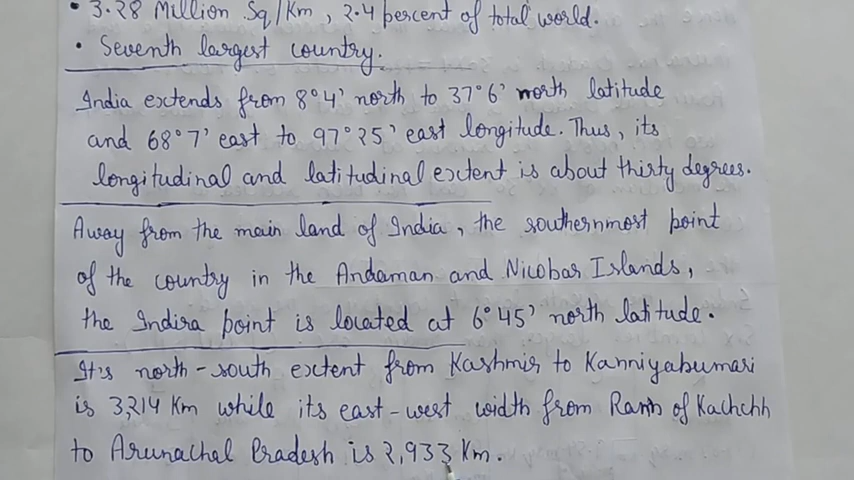 • 3.28 Million Sq/Km, 2.4 percent of total world.
• Seventh largest country.
India extends from 8°4' north to 37°6' north latitude
and 68°7' east to 97°25' east longitude. Thus, its
longitudinal and latitudinal extent is about thirty degrees.
Away from the main land of India, the southernmost point
of the country in the Andaman and Nicobar Islands,
the Indira point is located at 6°45' north latitude.
It's north-south extent from Kashmir to Kanniyakumari
is 3,214 Km while its east-west width from Rann of Kachchh
to Arunachal Pradesh is 2,933 Km.